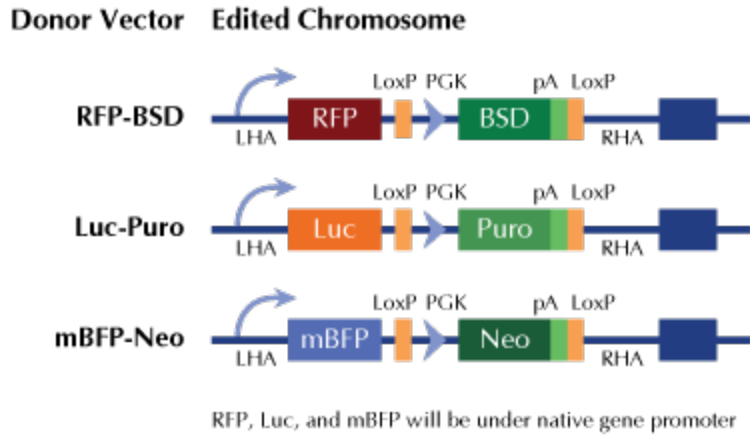 Donor Vector Edited Chromosome
LoxP PGK pA LoxP
RFP-BSD RFP BSD
LHA RHA
LoxP PGK pA LoxP
Luc-Puro Luc Puro
LHA RHA
LoxP PGK pA LoxP
mBFP-Neo mBFP Neo
LHA RHA
RFP, Luc, and mBFP will be under native gene promoter